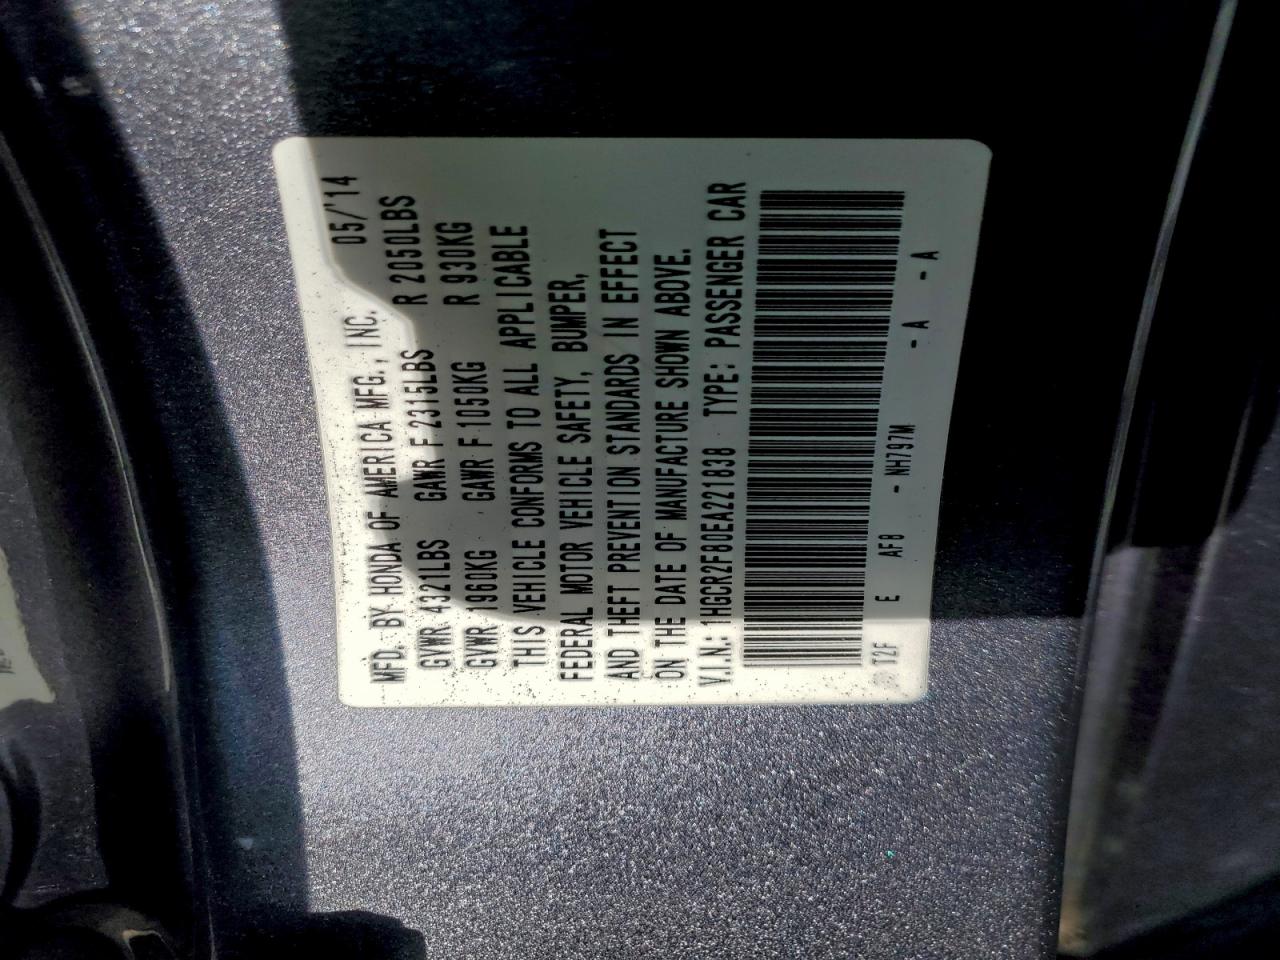 MFD. BY HONDA OF AMERICA MFG., INC. 05/'14
GVWR 4321LBS GAWR F 2315LBS R 2050LBS
GVWR 1960KG GAWR F 1050KG R 930KG
THIS VEHICLE CONFORMS TO ALL APPLICABLE
FEDERAL MOTOR VEHICLE SAFETY, BUMPER,
AND THEFT PREVENTION STANDARDS IN EFFECT
ON THE DATE OF MANUFACTURE SHOWN ABOVE.
V.I.N.: 1HGCR2F80EA221838 TYPE: PASSENGER CAR
T2F E AF8 - NH797M - A - A